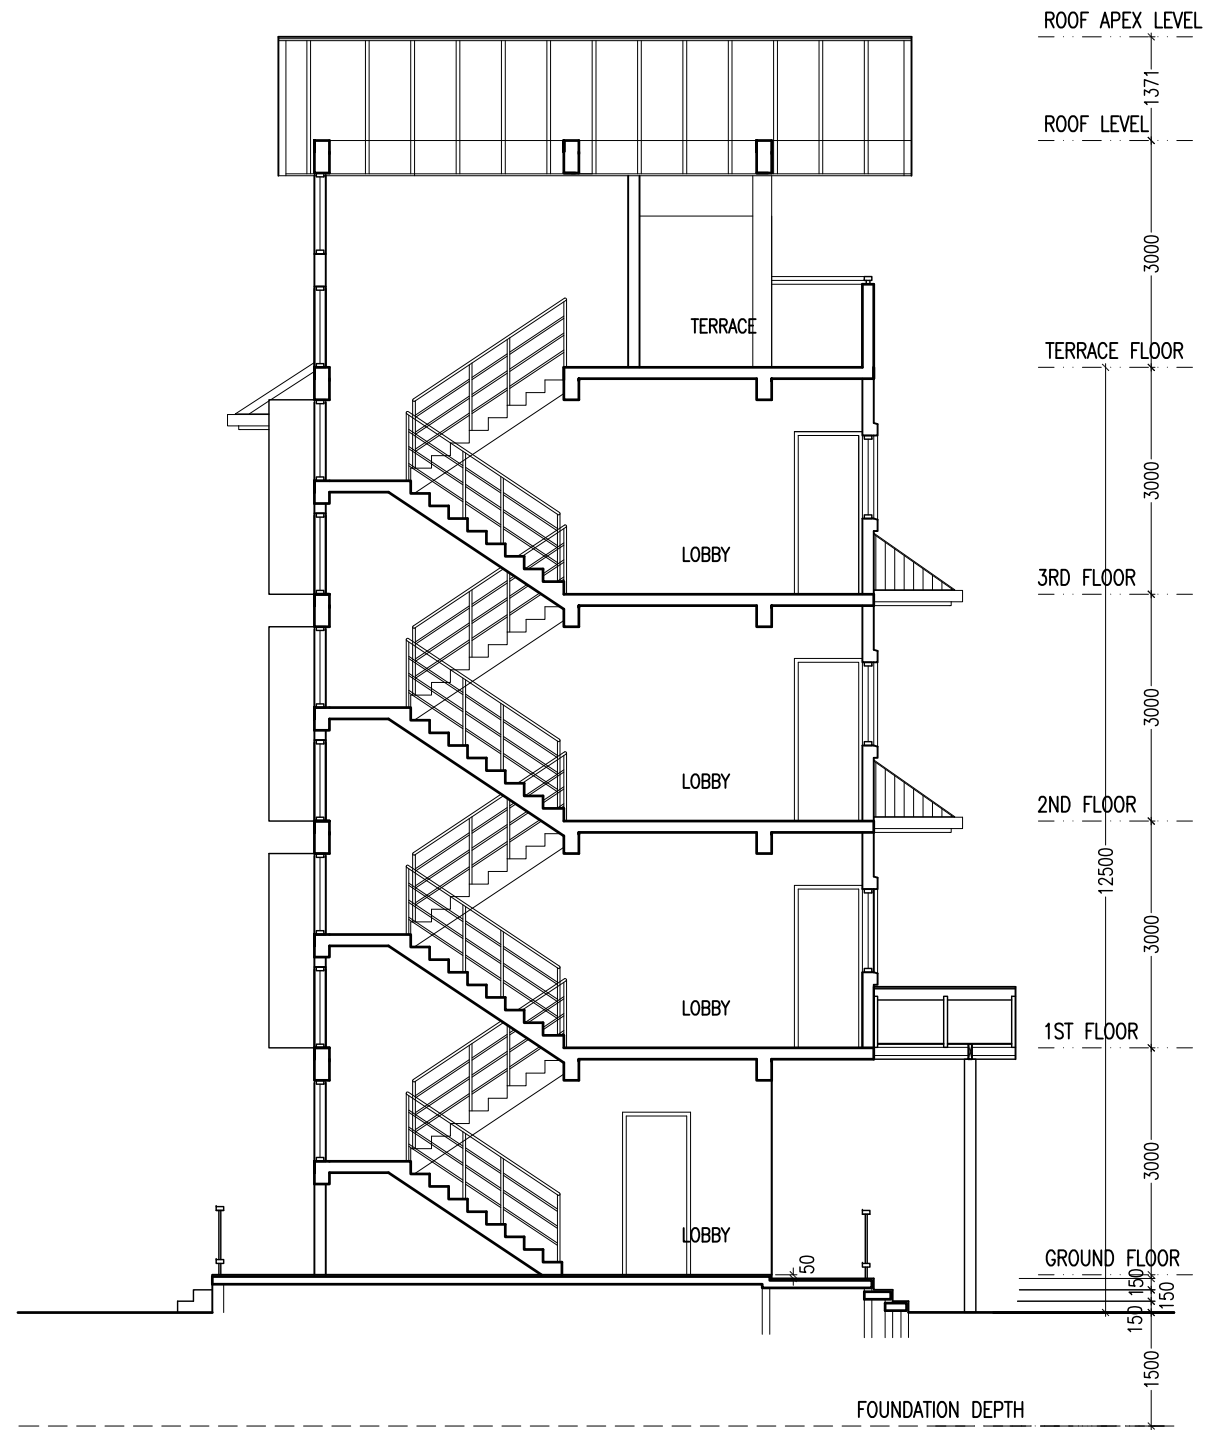 ROOF APEX LEVEL
1371
ROOF LEVEL
3000
TERRACE
TERRACE FLOOR
3000
LOBBY
3RD FLOOR
3000
LOBBY
2ND FLOOR
12500
3000
LOBBY
1ST FLOOR
3000
LOBBY
GROUND FLOOR
50
150
150
150
1500
FOUNDATION DEPTH